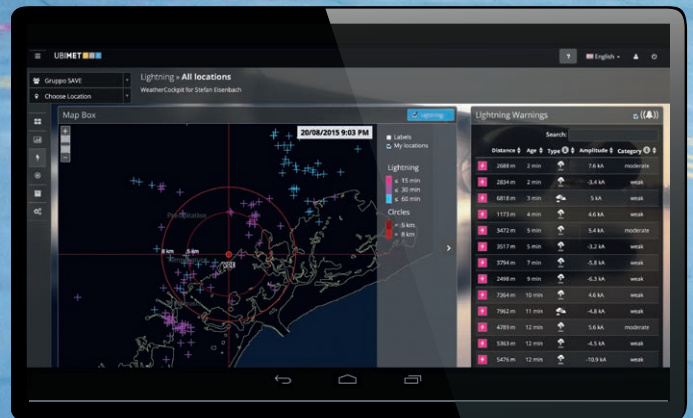 UBIMET
?
English
Gruppo SAVE
Choose Location
Lightning » All locations
WeatherCockpit for Stefan Eisenbach
Map Box
Lightning
20/08/2015 9:03 PM
Labels
My locations
Lightning
≤ 15 min
≤ 30 min
≤ 60 min
Circles
= 5 km
= 8 km
8 km
5 km
Lightning Warnings
Search:
Distance Age Type Amplitude Category
2688 m 2 min 7.6 kA moderate
2834 m 2 min -3.4 kA weak
6818 m 3 min 5 kA weak
1173 m 4 min 4.6 kA weak
3472 m 5 min 5.4 kA moderate
3517 m 5 min -3.2 kA weak
3794 m 7 min -5.8 kA weak
2498 m 9 min -6.3 kA weak
7364 m 10 min 4.6 kA weak
7962 m 11 min -4.8 kA weak
4789 m 12 min 5.6 kA moderate
5363 m 12 min -4.5 kA weak
5476 m 12 min -10.9 kA weak